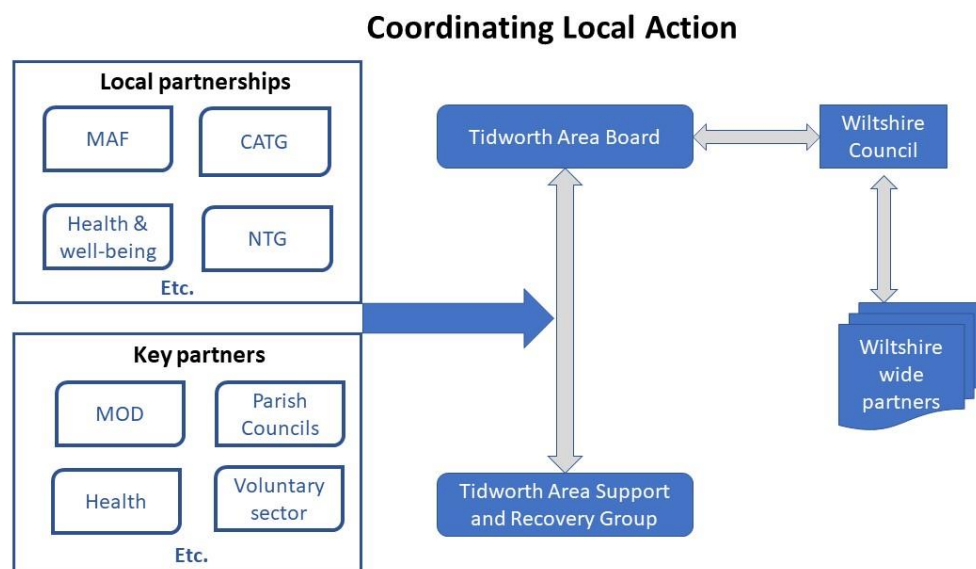 Coordinating Local Action
Local partnerships
MAF
CATG
Health &
well-being
NTG
Etc.
Key partners
MOD
Parish
Councils
Health
Voluntary
sector
Etc.
Tidworth Area Board
Wiltshire
Council
Wiltshire
wide
partners
Tidworth Area Support
and Recovery Group